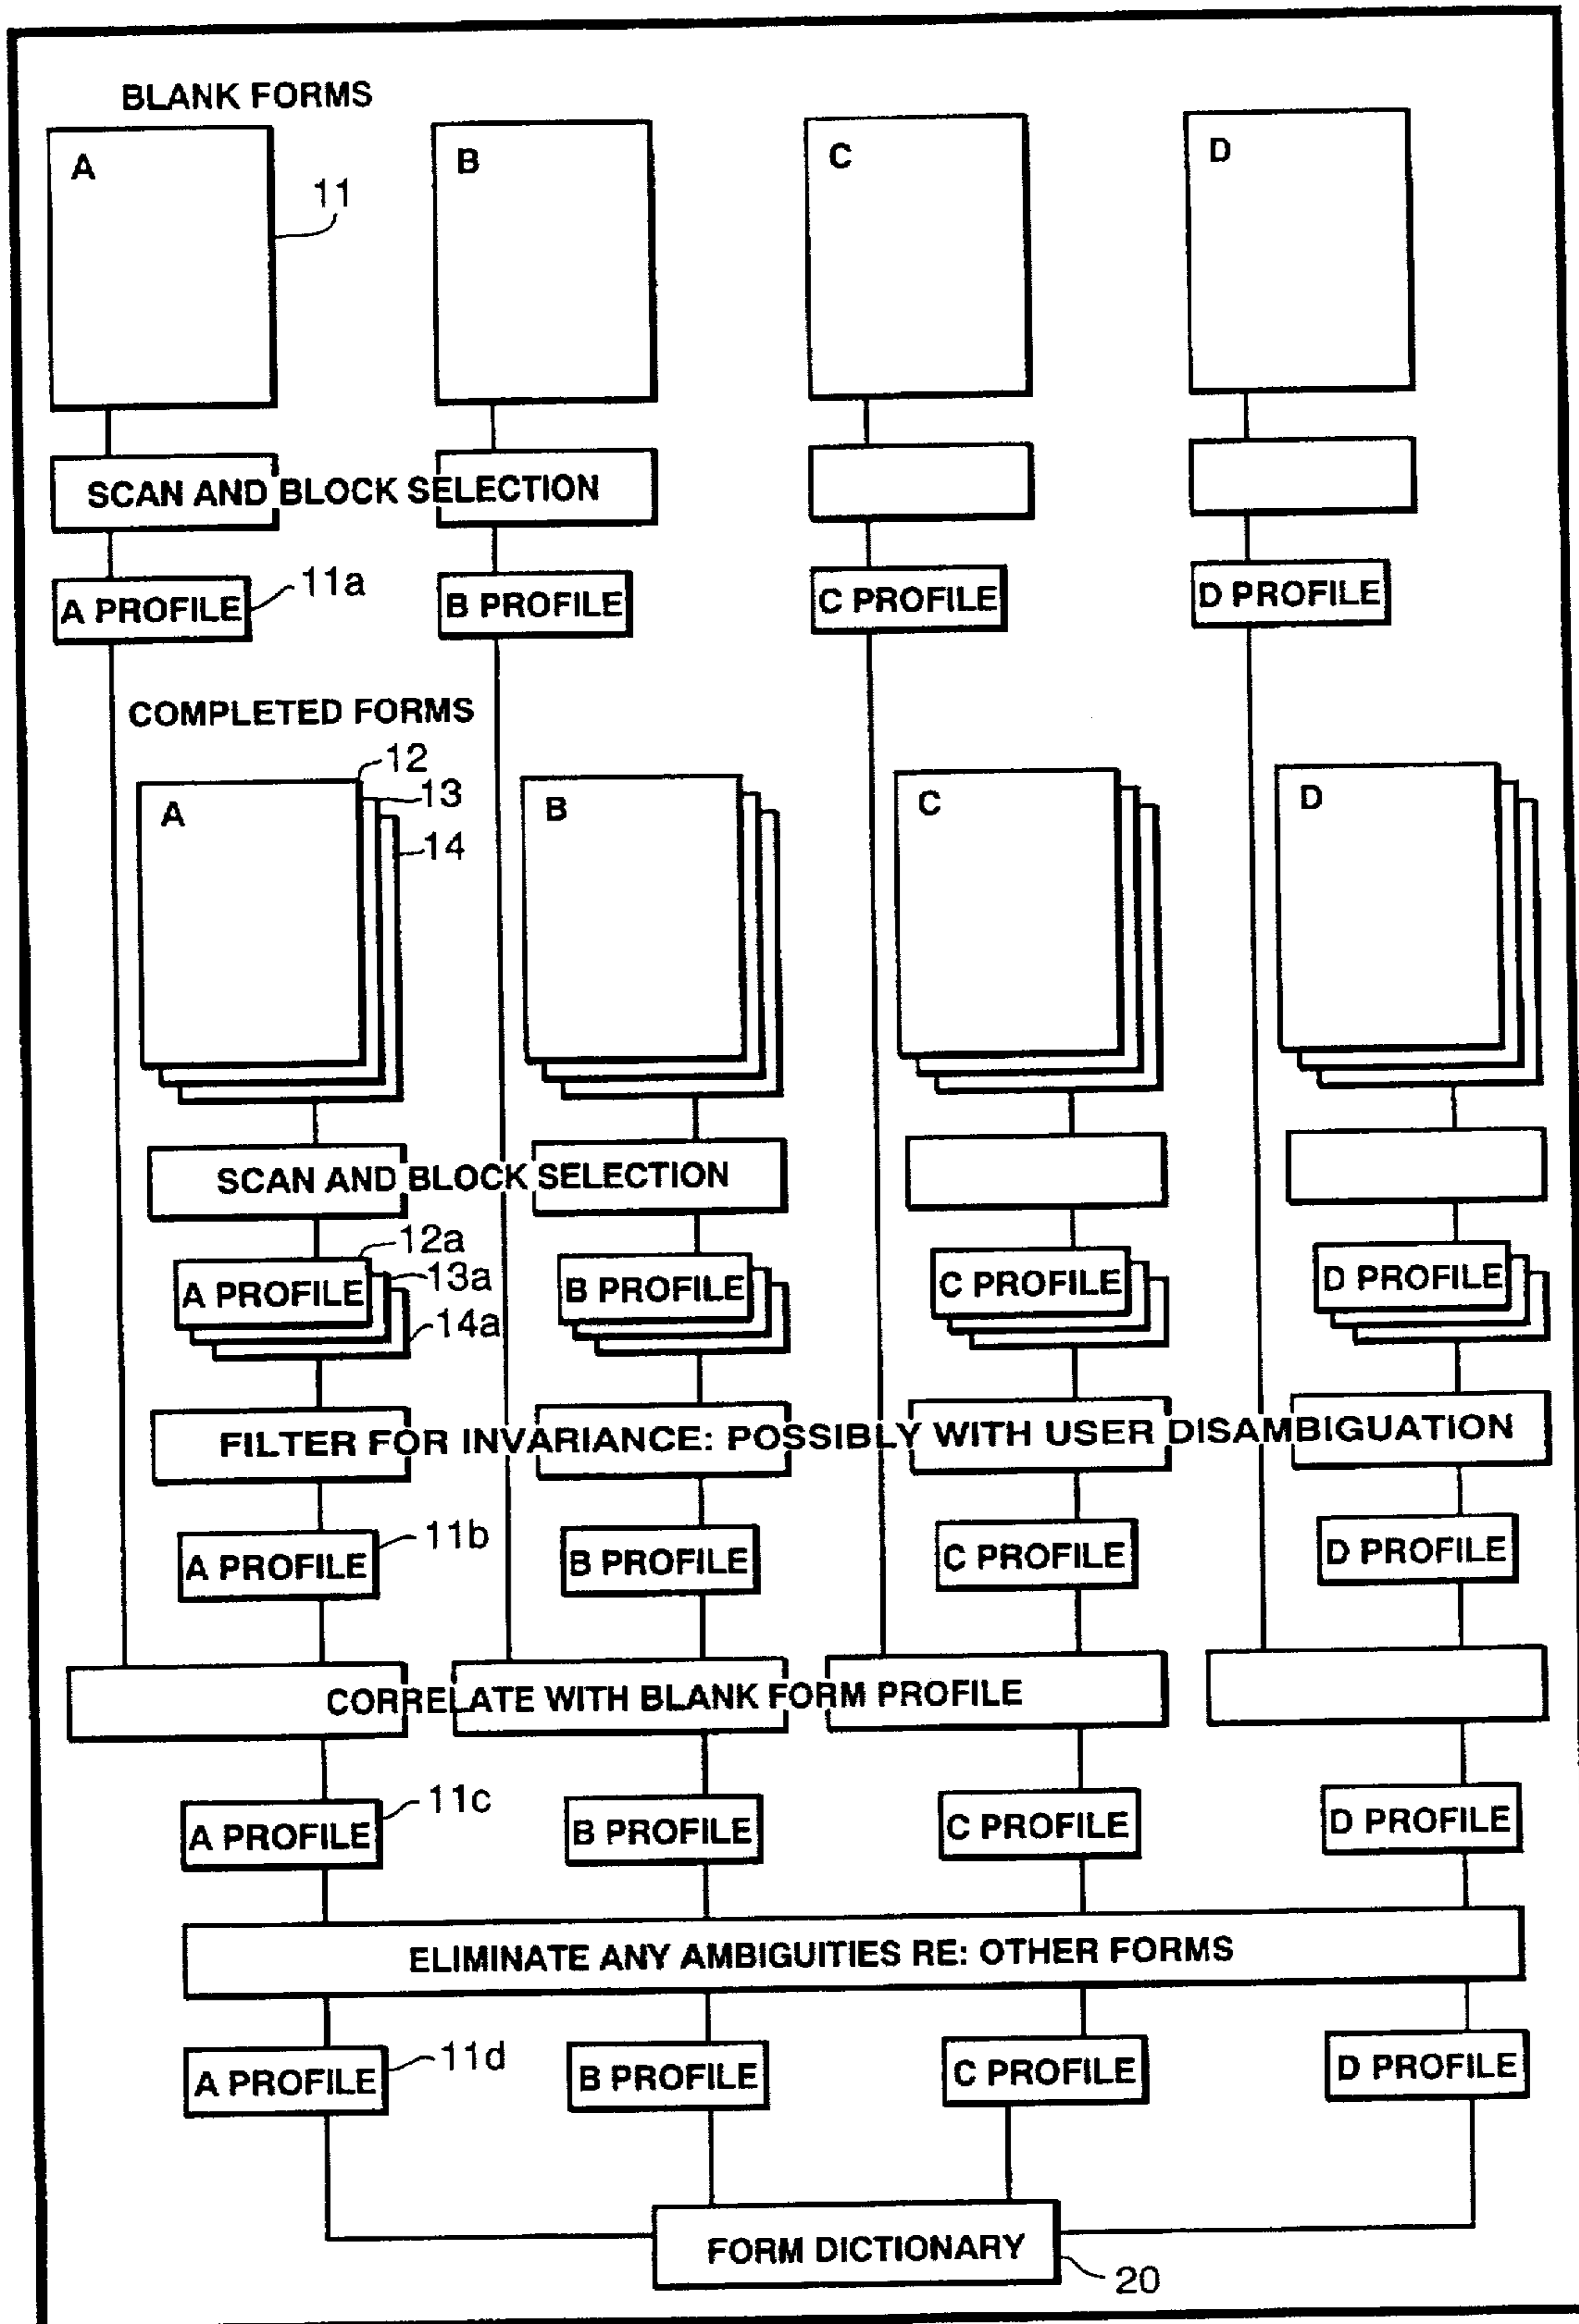 BLANK FORMS
A B C D
11
SCAN AND BLOCK SELECTION
11a
A PROFILE B PROFILE C PROFILE D PROFILE
COMPLETED FORMS
12
13
A B C D
14
SCAN AND BLOCK SELECTION
12a
13a
A PROFILE B PROFILE C PROFILE D PROFILE
14a
FILTER FOR INVARIANCE: POSSIBLY WITH USER DISAMBIGUATION
11b
A PROFILE B PROFILE C PROFILE D PROFILE
CORRELATE WITH BLANK FORM PROFILE
11c
A PROFILE B PROFILE C PROFILE D PROFILE
ELIMINATE ANY AMBIGUITIES RE: OTHER FORMS
11d
A PROFILE B PROFILE C PROFILE D PROFILE
FORM DICTIONARY
20